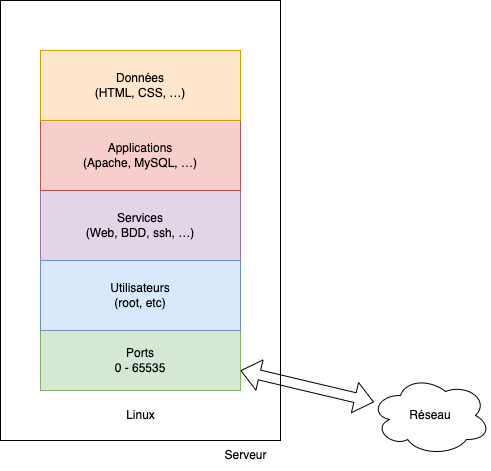 Données
(HTML, CSS, …)
Applications
(Apache, MySQL, …)
Services
(Web, BDD, ssh, …)
Utilisateurs
(root, etc)
Ports
0 - 65535
Linux
Réseau
Serveur